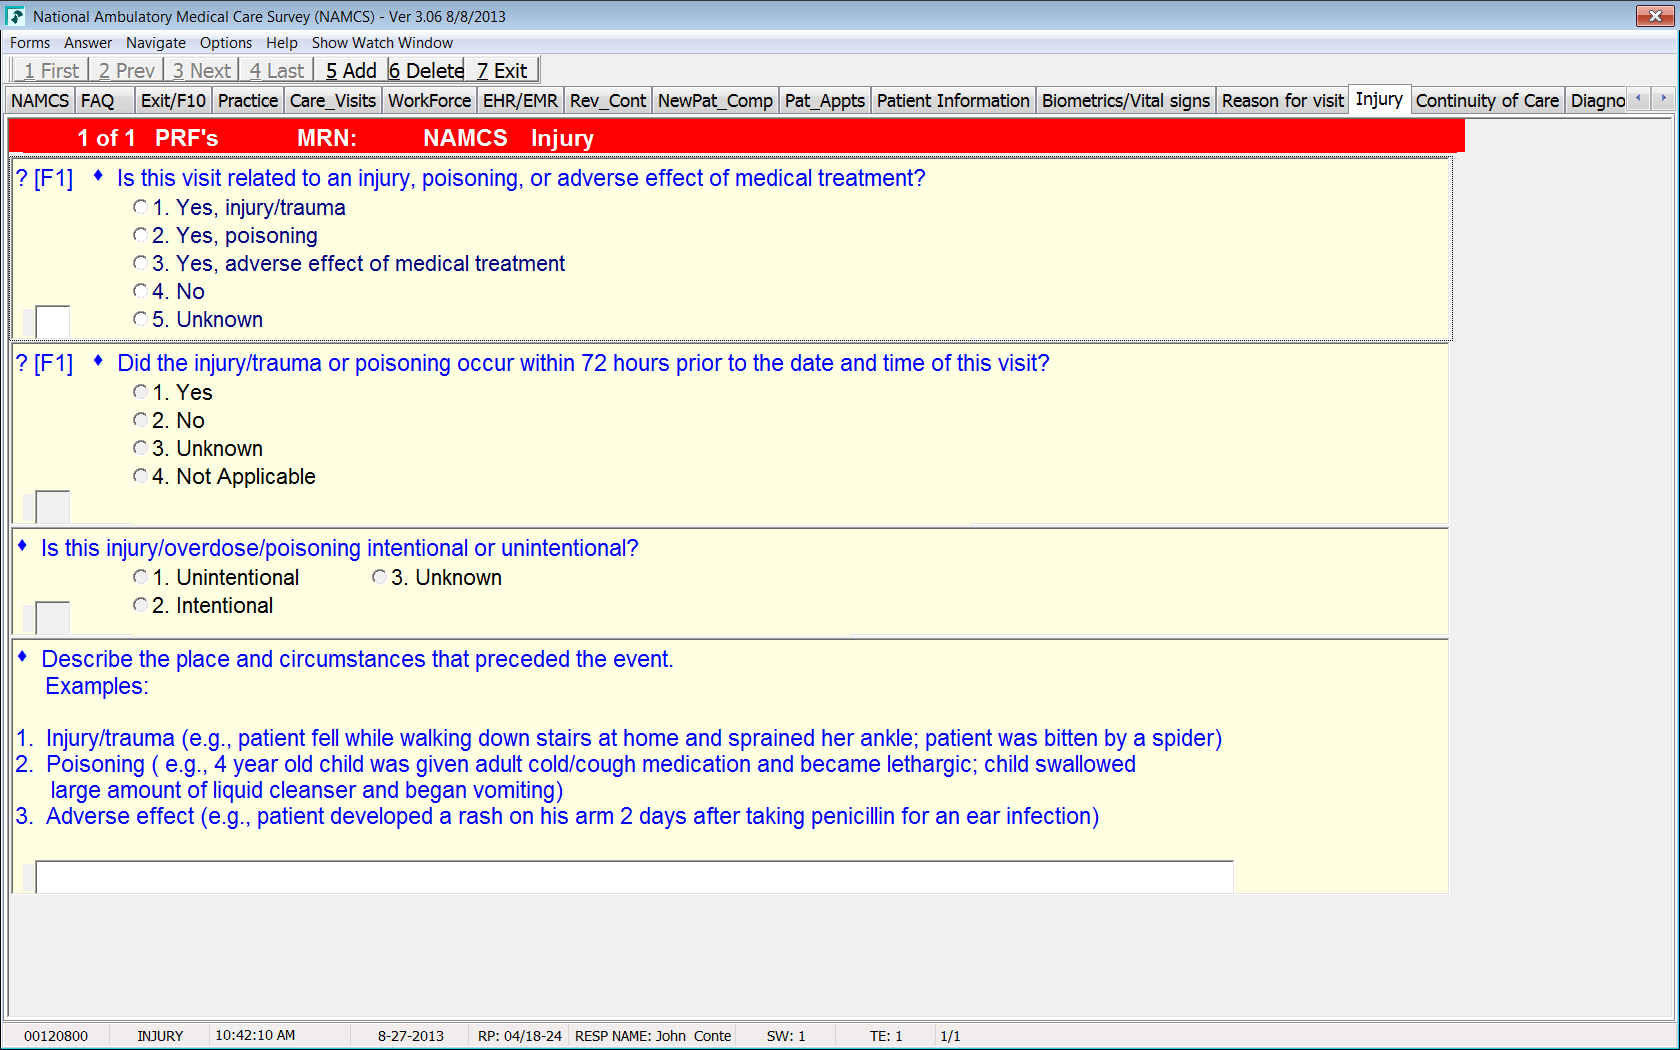 National Ambulatory Medical Care Survey (NAMCS) - Ver 3.06 8/8/2013
Forms Answer Navigate Options Help Show Watch Window
1 First 2 Prev 3 Next 4 Last 5 Add 6 Delete 7 Exit
NAMCS FAQ Exit/F10 Practice Care_Visits WorkForce EHR/EMR Rev_Cont NewPat_Comp Pat_Appts Patient Information Biometrics/Vital signs Reason for visit Injury Continuity of Care Diagno
1 of 1 PRF's MRN: NAMCS Injury
? [F1] ♦ Is this visit related to an injury, poisoning, or adverse effect of medical treatment?
1. Yes, injury/trauma
2. Yes, poisoning
3. Yes, adverse effect of medical treatment
4. No
5. Unknown
? [F1] ♦ Did the injury/trauma or poisoning occur within 72 hours prior to the date and time of this visit?
1. Yes
2. No
3. Unknown
4. Not Applicable
♦ Is this injury/overdose/poisoning intentional or unintentional?
1. Unintentional 3. Unknown
2. Intentional
♦ Describe the place and circumstances that preceded the event.
Examples:
1. Injury/trauma (e.g., patient fell while walking down stairs at home and sprained her ankle; patient was bitten by a spider)
2. Poisoning ( e.g., 4 year old child was given adult cold/cough medication and became lethargic; child swallowed
large amount of liquid cleanser and began vomiting)
3. Adverse effect (e.g., patient developed a rash on his arm 2 days after taking penicillin for an ear infection)
00120800 INJURY 10:42:10 AM 8-27-2013 RP: 04/18-24 RESP NAME: John Conte SW: 1 TE: 1 1/1